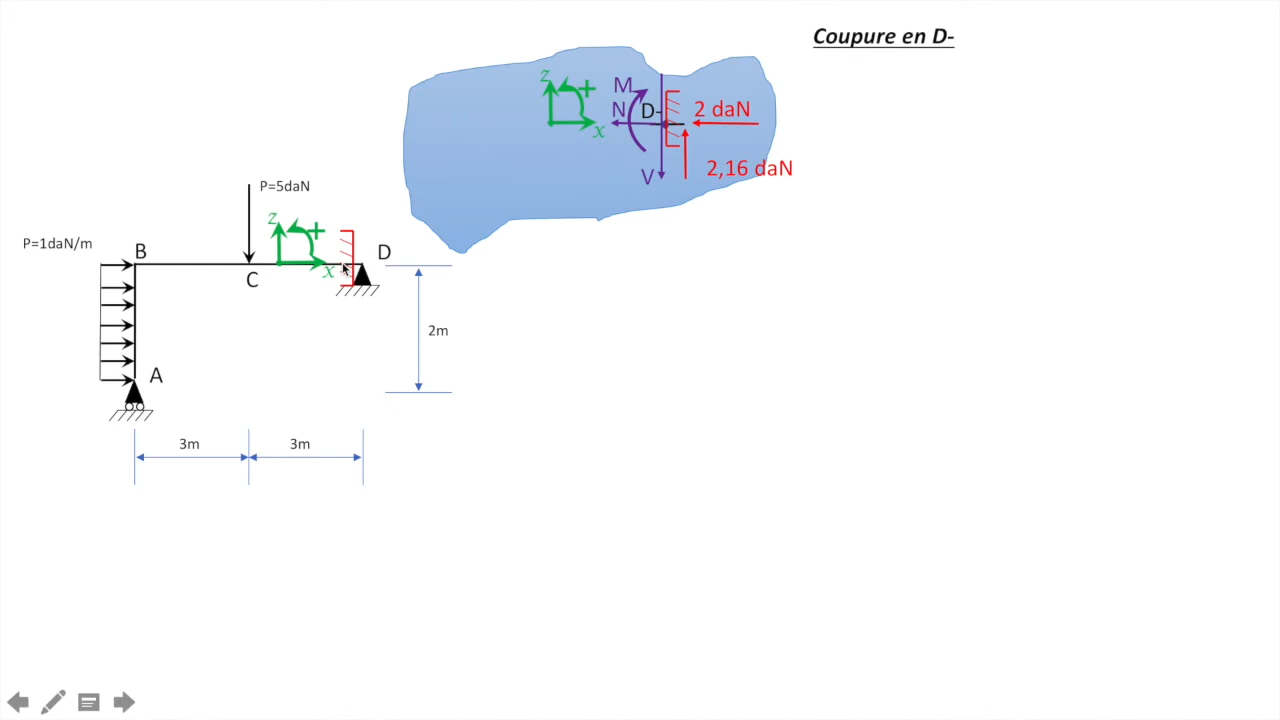 Coupure en D-
z
+
M
N
D-
2 daN
x
V
2,16 daN
P=5daN
z
+
P=1daN/m
B
D
C
x
2m
A
3m
3m